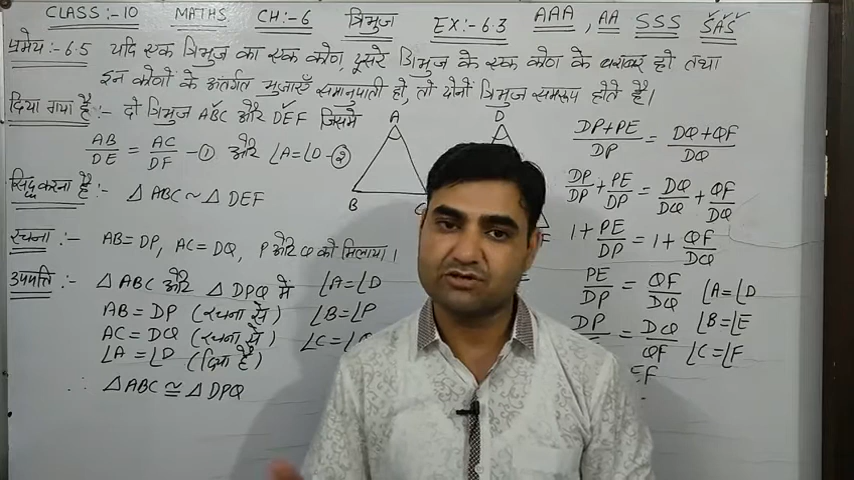 CLASS:-10 MATHS CH:-6 त्रिभुज EX:-6.3 AAA, AA SSS SAS
प्रमेय:-6.5 यदि एक त्रिभुज का एक कोण, दूसरे त्रिभुज के एक कोण के बराबर हो तथा
इन कोणों के अंतर्गत भुजाएँ समानुपाती हो, तो दोनों त्रिभुज समरूप होते है।
दिया गया है:- दो त्रिभुज ABC और DEF जिसमें
AB/DE = AC/DF -① और ∠A=∠D -②
सिद्ध करना है:- △ABC ~ △DEF
रचना:- AB=DP, AC=DQ, P और Q को मिलाया।
उपपत्ति:- △ABC और △DPQ में
AB=DP (रचना से)
AC=DQ (रचना से)
∠A=∠D (दिया है)
∴ △ABC ≅ △DPQ
∠A=∠D
∠B=∠P
∠C=∠Q
A
B
C
D
F
DP+PE/DP = DQ+QF/DQ
DP/DP + PE/DP = DQ/DQ + QF/DQ
1+PE/DP = 1+QF/DQ
PE/DP = QF/DQ
DP = DQ/QF
EF
∠A=∠D
∠B=∠E
∠C=∠F